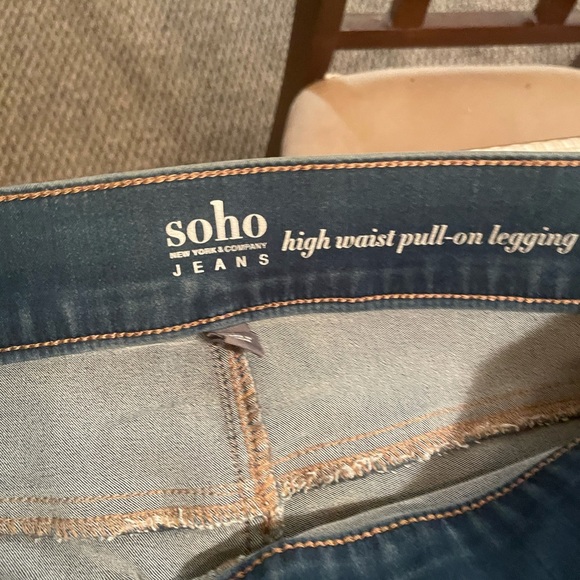 soho
NEW YORK & COMPANY
JEANS
high waist pull-on legging